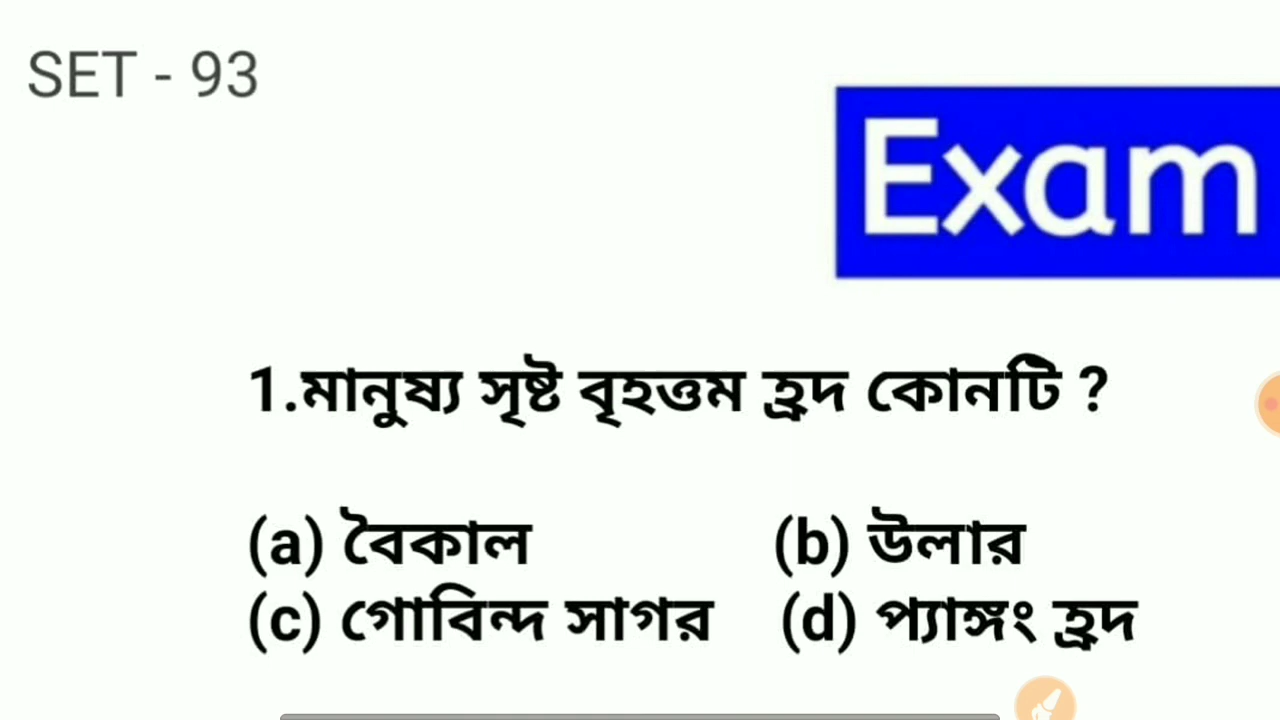 SET - 93
Exam
1.মানুষ্য সৃষ্ট বৃহত্তম হ্রদ কোনটি ?
(a) বৈকাল (b) উলার
(c) গোবিন্দ সাগর (d) প্যাঙ্গং হ্রদ